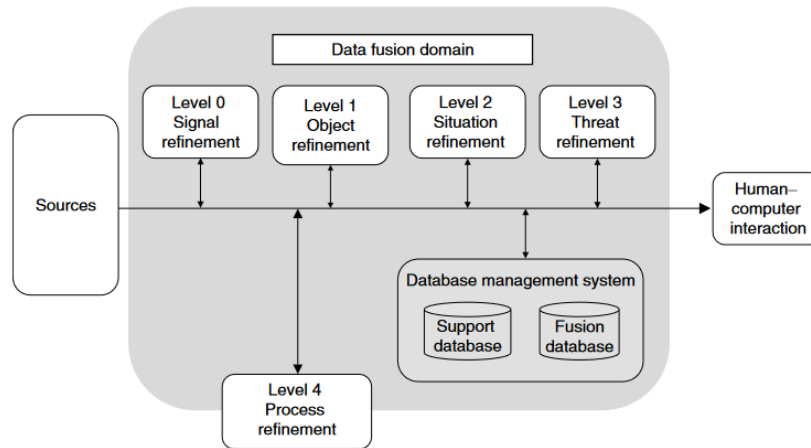 Data fusion domain
Level 0
Signal
refinement
Level 1
Object
refinement
Level 2
Situation
refinement
Level 3
Threat
refinement
Sources
Human–
computer
interaction
Database management system
Support
database
Fusion
database
Level 4
Process
refinement